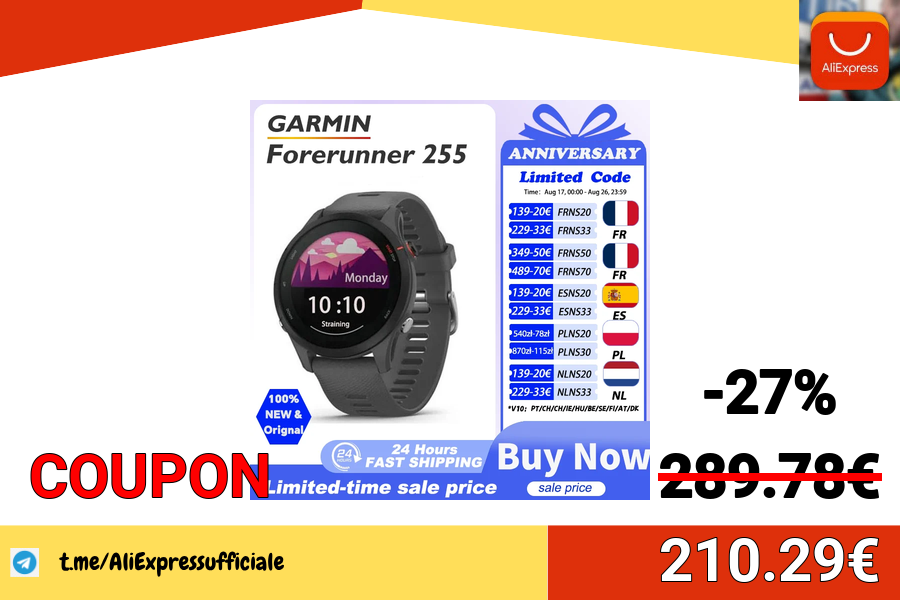 AliExpress
GARMIN
Forerunner 255
Monday
10:10
Straining
100%
NEW &
Orignal
ANNIVERSARY
Limited Code
Time: Aug 17, 00:00 - Aug 26, 23:59
139-20€ FRNS20
229-33€ FRNS33
FR
349-50€ FRNS50
489-70€ FRNS70
FR
139-20€ ESNS20
229-33€ ESNS33
ES
540zł-78zł PLNS20
870zł-115zł PLNS30
PL
139-20€ NLNS20
229-33€ NLNS33
NL
*V10: PT/CH/CH/IE/HU/BE/SE/FI/AT/DK
24
HOURS
24 Hours
FAST SHIPPING
Buy Now
Limited-time sale price
sale price
COUPON
-27%
289.78€
210.29€
t.me/AliExpressufficiale